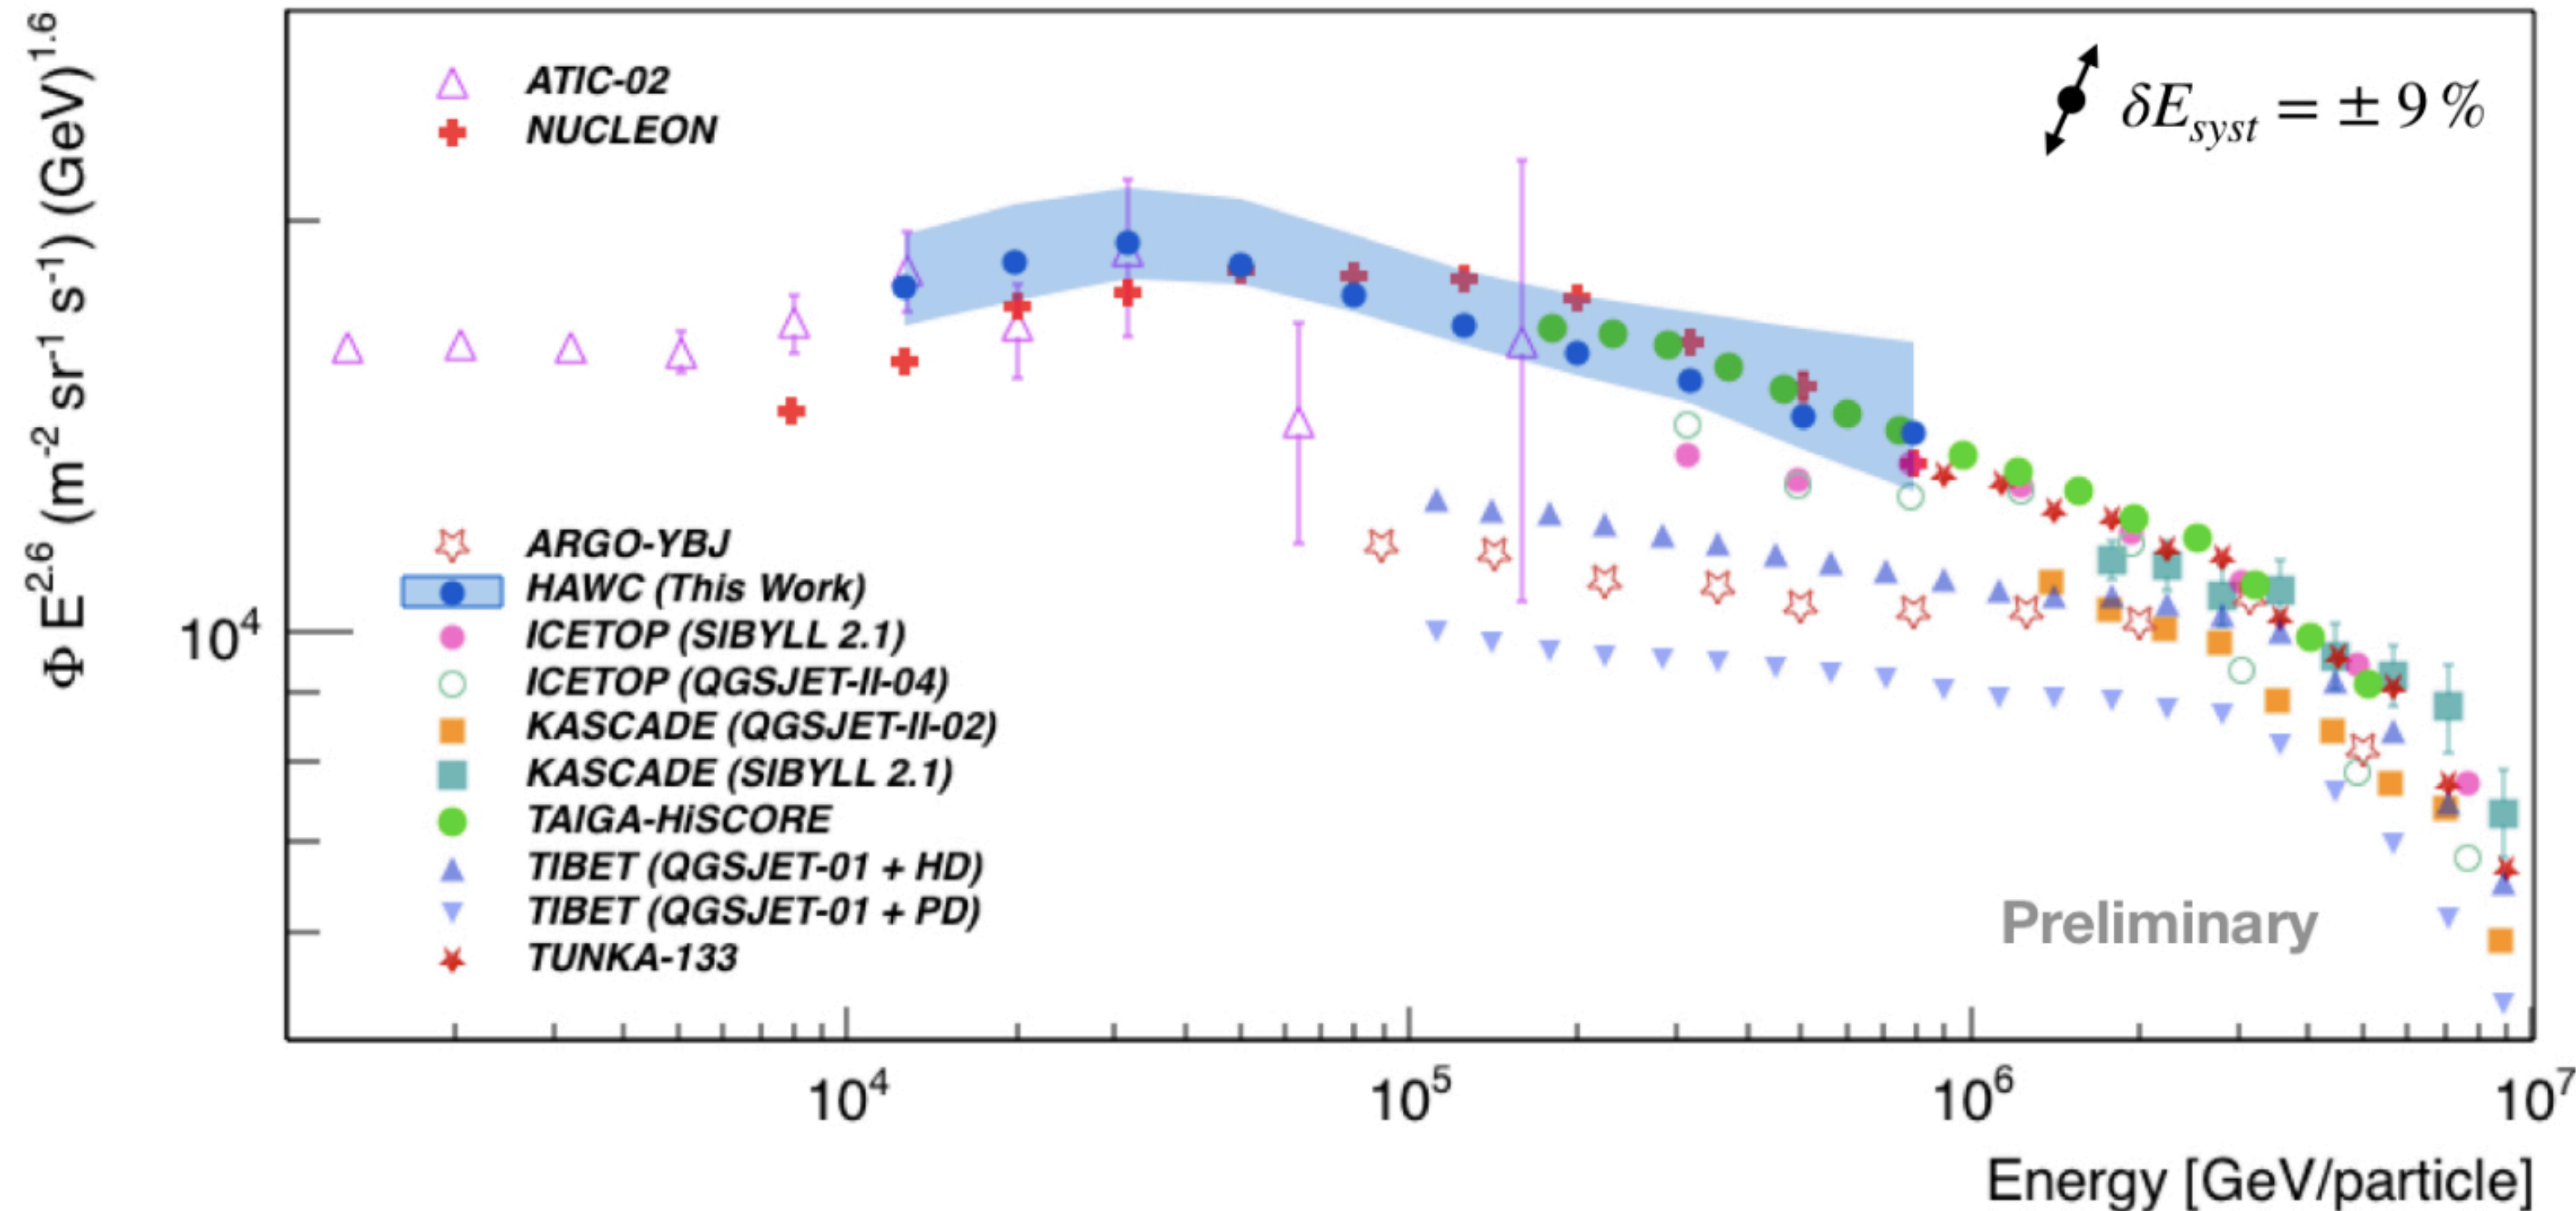 Φ E^2.6 (m^-2 sr^-1 s^-1) (GeV)^1.6
ATIC-02
NUCLEON
δE_syst = ± 9 %
ARGO-YBJ
HAWC (This Work)
ICETOP (SIBYLL 2.1)
ICETOP (QGSJET-II-04)
KASCADE (QGSJET-II-02)
KASCADE (SIBYLL 2.1)
TAIGA-HiSCORE
TIBET (QGSJET-01 + HD)
TIBET (QGSJET-01 + PD)
TUNKA-133
10^4
Preliminary
10^4 10^5 10^6 10^7
Energy [GeV/particle]